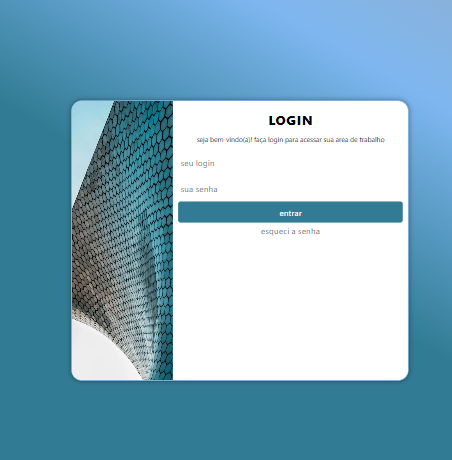 LOGIN
seja bem-vindo(a)! faça login para acessar sua area de trabalho
seu login
sua senha
entrar
esqueci a senha